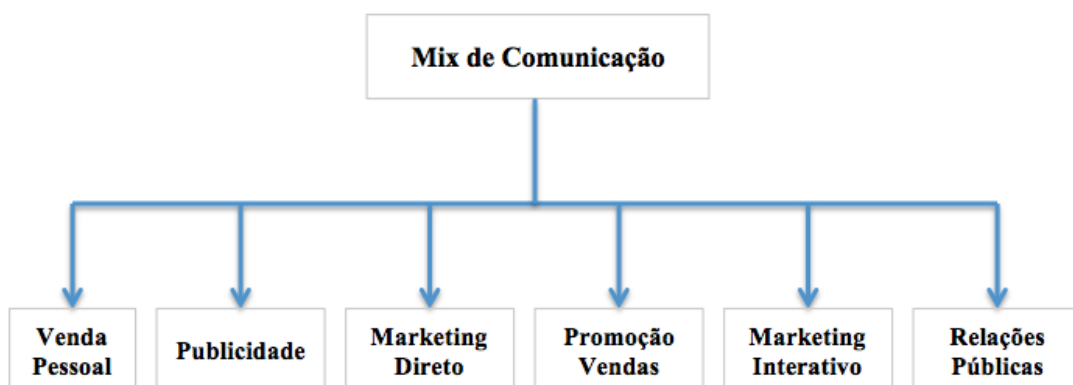 Mix de Comunicação
Venda
Pessoal
Publicidade
Marketing
Direto
Promoção
Vendas
Marketing
Interativo
Relações
Públicas